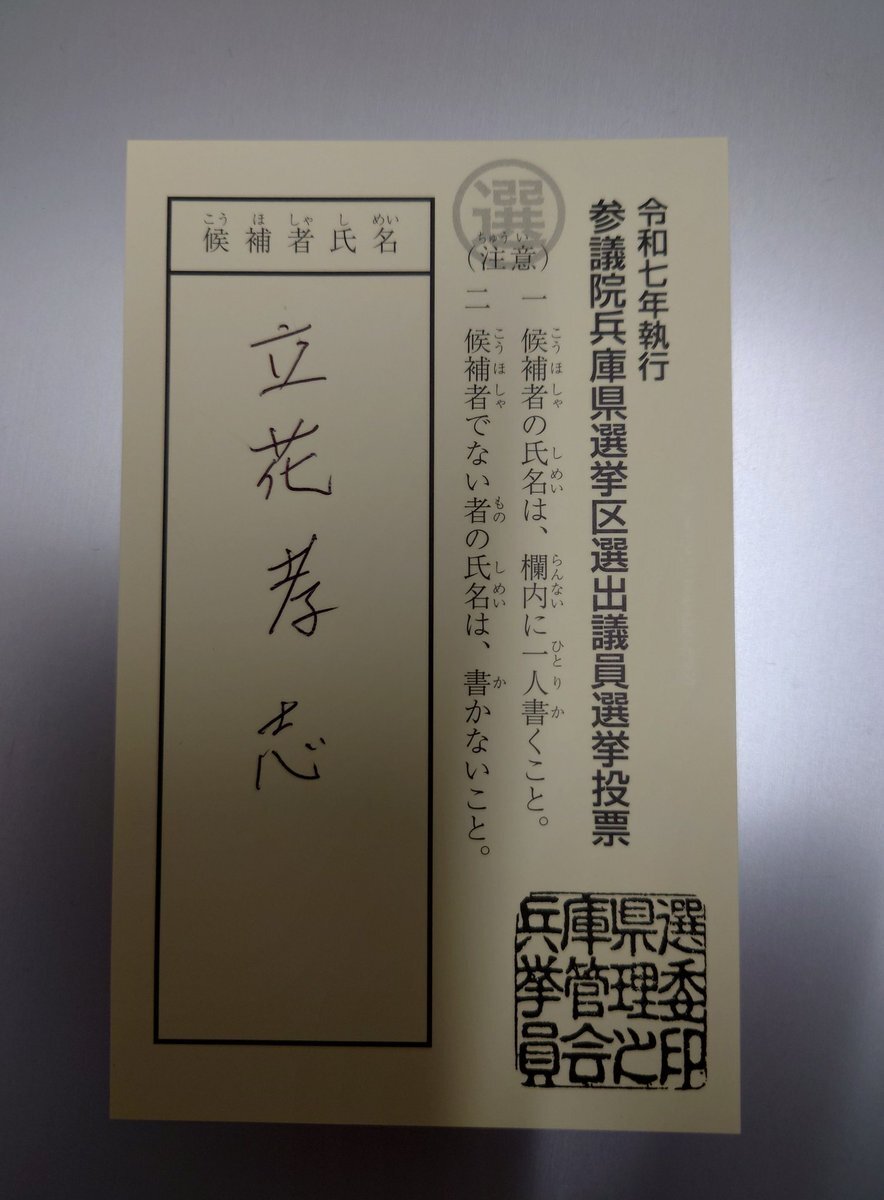 令和七年執行
参議院兵庫県選挙区選出議員選挙投票
選
(注意)
一 候補者の氏名は、欄内に一人書くこと。
二 候補者でない者の氏名は、書かないこと。
候補者氏名
立花孝志
兵庫県選
挙管理委
員会之印